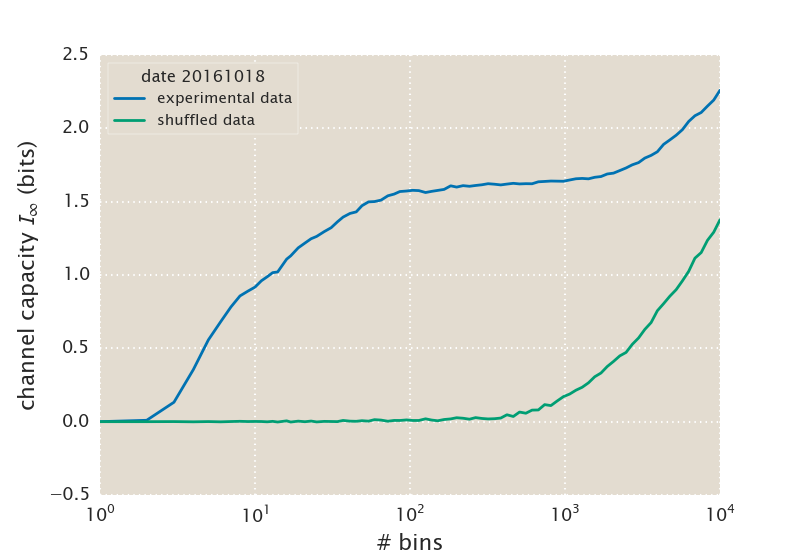 date 20161018
experimental data
shuffled data
channel capacity I∞ (bits)
2.5
2.0
1.5
1.0
0.5
0.0
−0.5
10⁰
10¹
10²
10³
10⁴
# bins